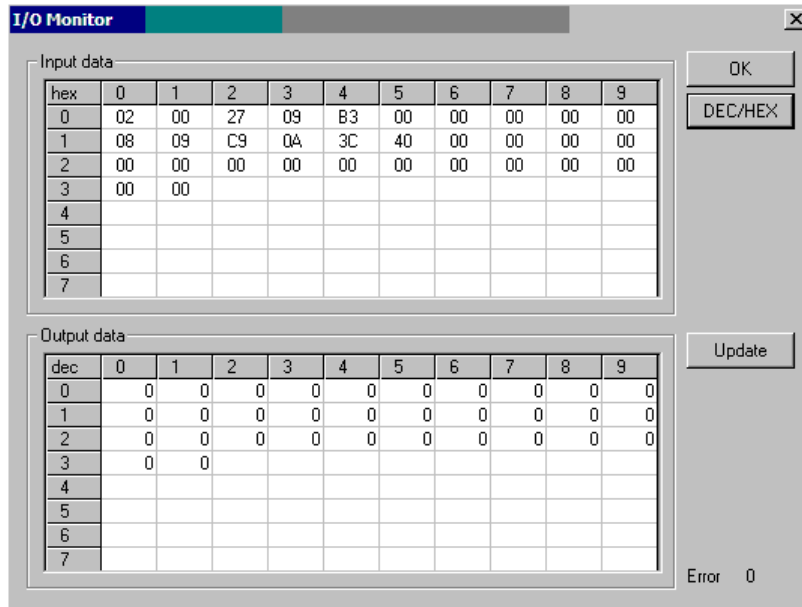 I/O Monitor
Input data
OK
hex 0 1 2 3 4 5 6 7 8 9
0 02 00 27 09 B3 00 00 00 00 00
DEC/HEX
1 08 09 C9 0A 3C 40 00 00 00 00
2 00 00 00 00 00 00 00 00 00 00
3 00 00
4
5
6
7
Output data
Update
dec 0 1 2 3 4 5 6 7 8 9
0 0 0 0 0 0 0 0 0 0 0
1 0 0 0 0 0 0 0 0 0 0
2 0 0 0 0 0 0 0 0 0 0
3 0 0
4
5
6
7
Error 0